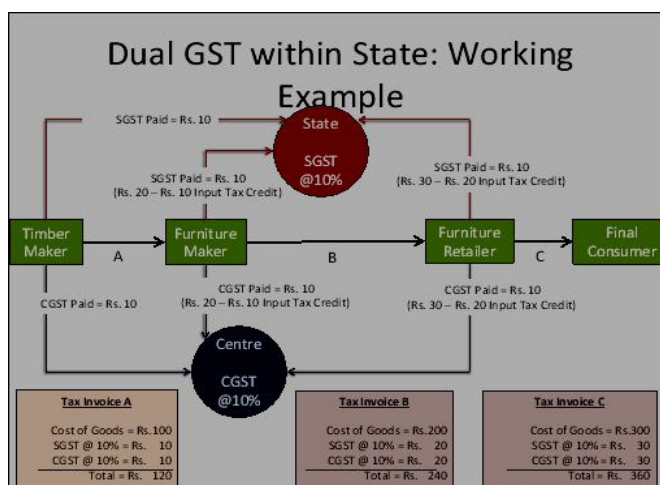 Dual GST within State: Working
Example
SGST Paid = Rs. 10
State
SGST
@10%
SGST Paid = Rs. 10
(Rs. 20 – Rs. 10 Input Tax Credit)
SGST Paid = Rs. 10
(Rs. 30 – Rs. 20 Input Tax Credit)
Timber
Maker
A
Furniture
Maker
B
Furniture
Retailer
C
Final
Consumer
CGST Paid = Rs. 10
CGST Paid = Rs. 10
(Rs. 20 – Rs. 10 Input Tax Credit)
CGST Paid = Rs. 10
(Rs. 30 – Rs. 20 Input Tax Credit)
Centre
CGST
@10%
Tax Invoice A
Cost of Goods = Rs.100
SGST @ 10% = Rs. 10
CGST @ 10% = Rs. 10
Total = Rs. 120
Tax Invoice B
Cost of Goods = Rs.200
SGST @ 10% = Rs. 20
CGST @ 10% = Rs. 20
Total = Rs. 240
Tax Invoice C
Cost of Goods = Rs.300
SGST @ 10% = Rs. 30
CGST @ 10% = Rs. 30
Total = Rs. 360